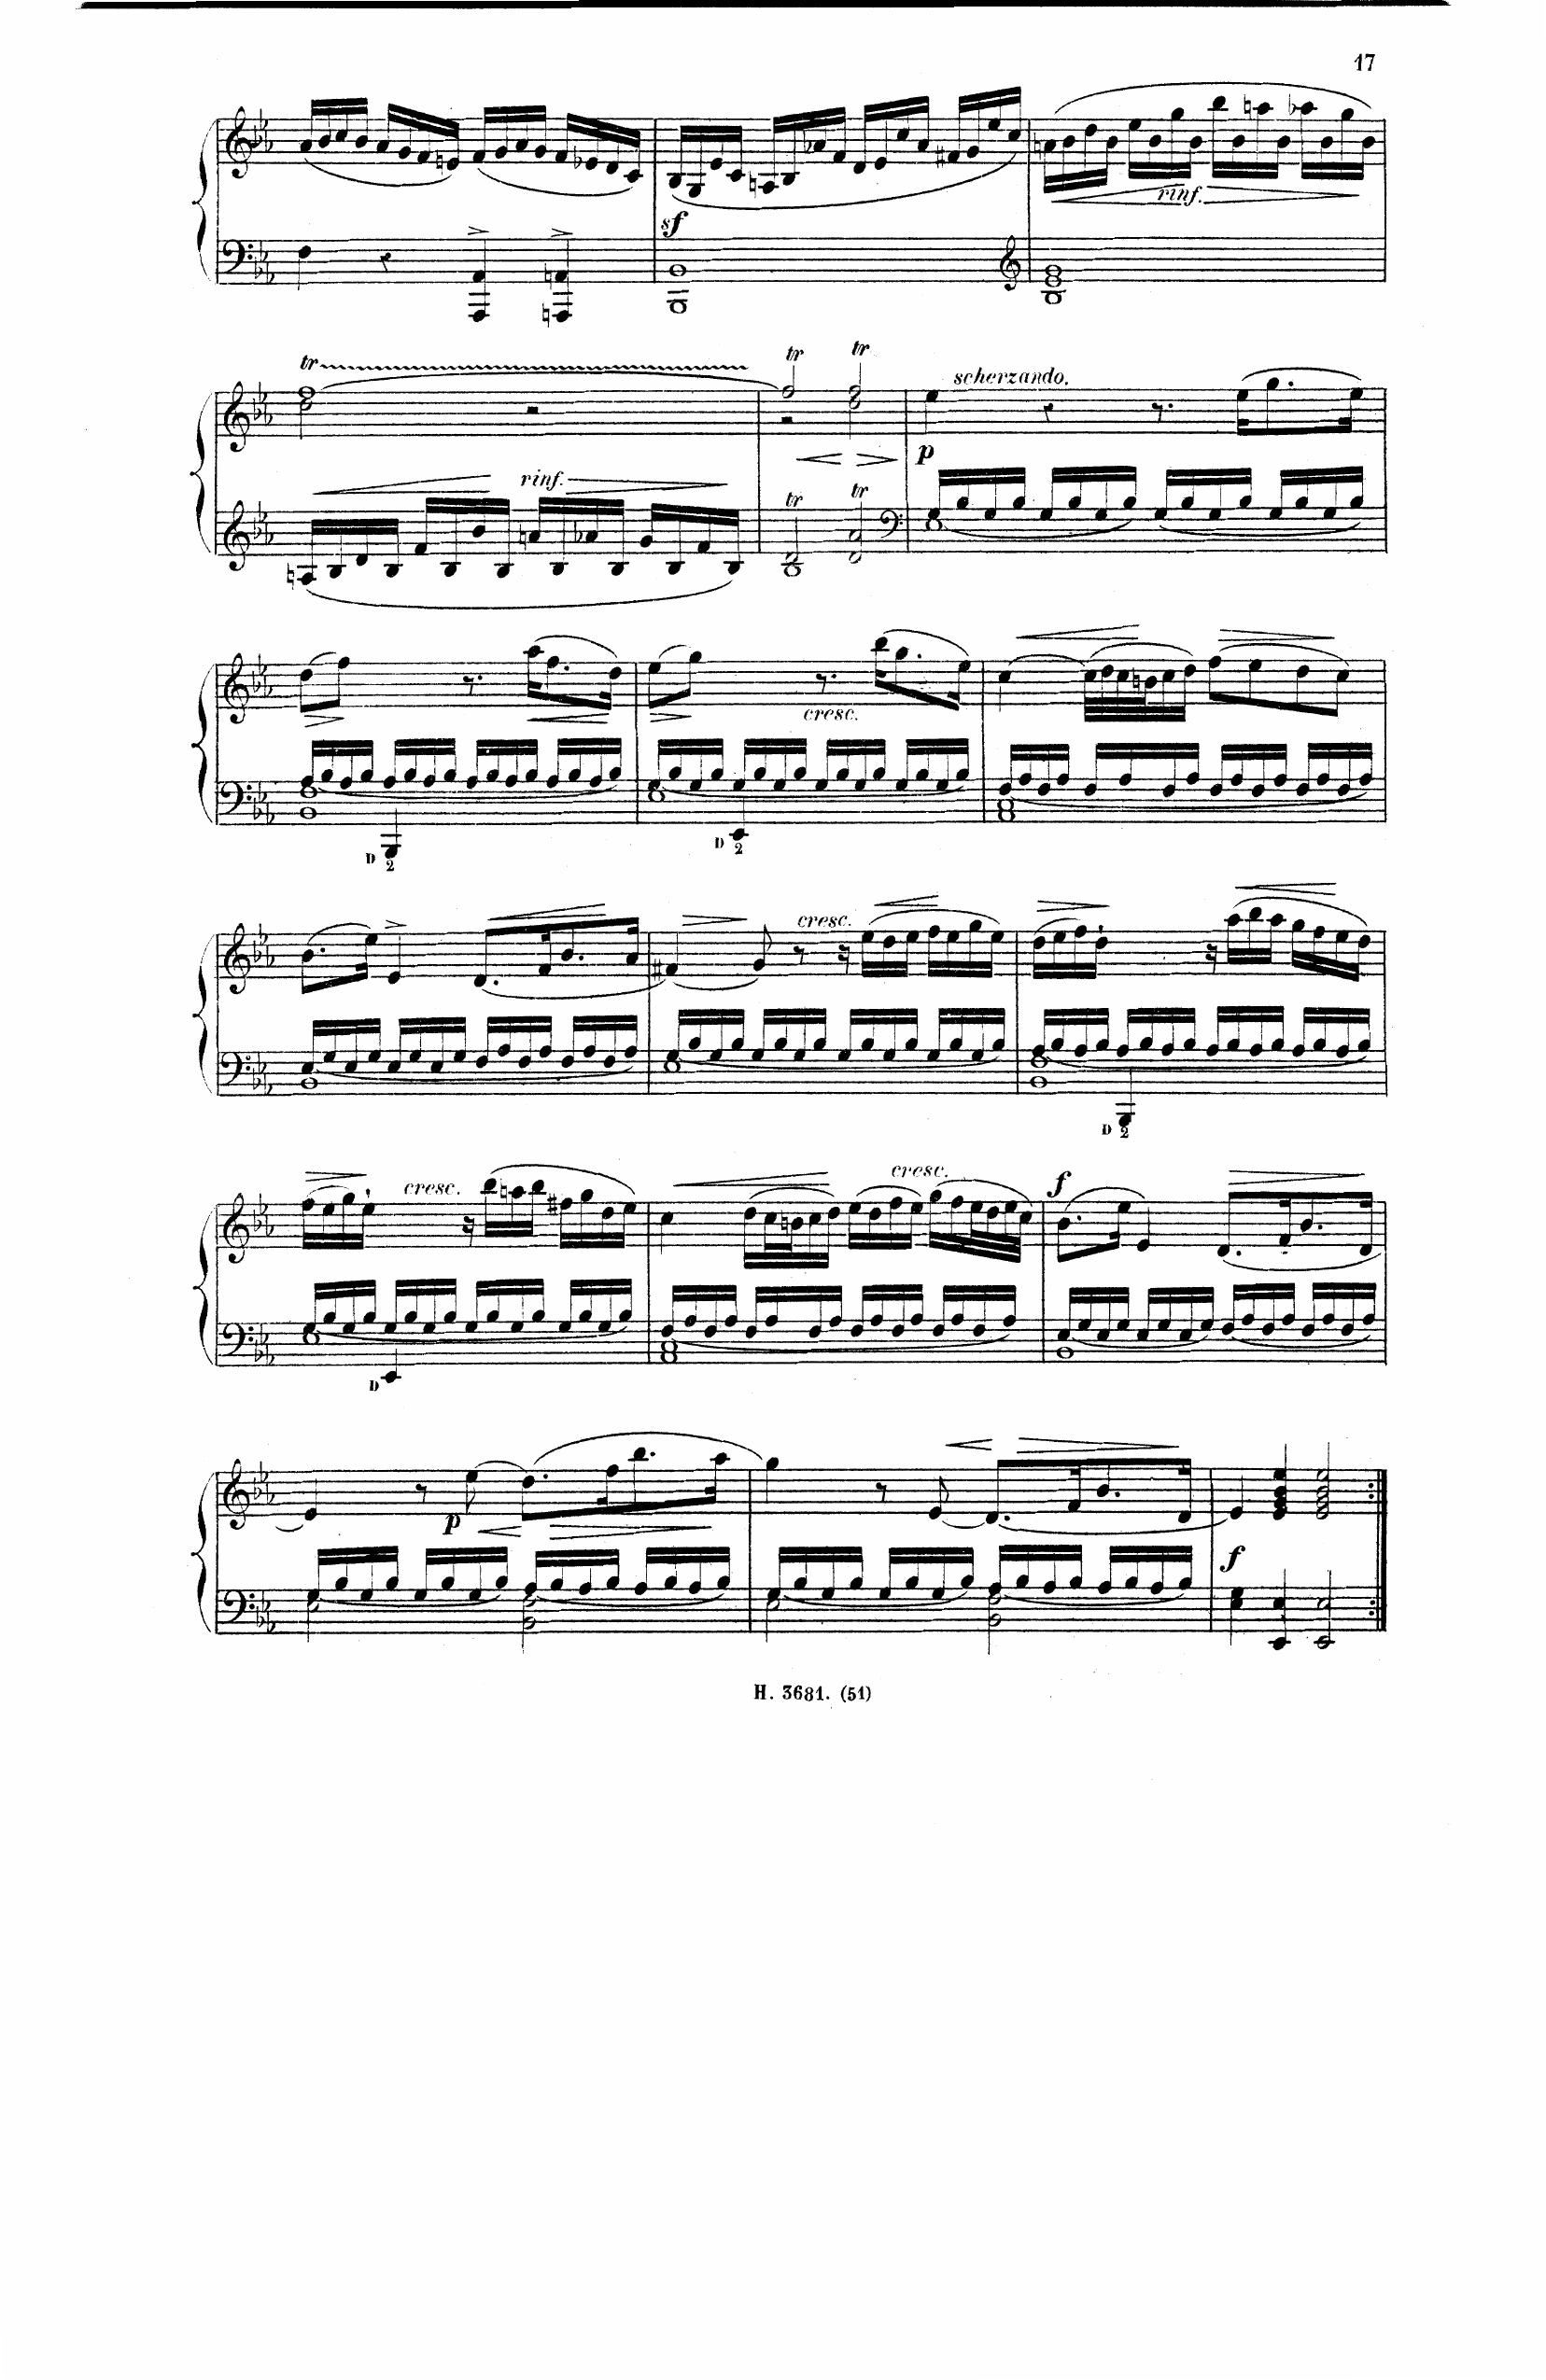 17
sf
rinf.
tr
tr tr
scherzando.
rinf.
p
tr tr
cresc.
D 2
D 2
cresc.
D 2
cresc.
cresc.
f
D
p
f
H. 3681. (51)